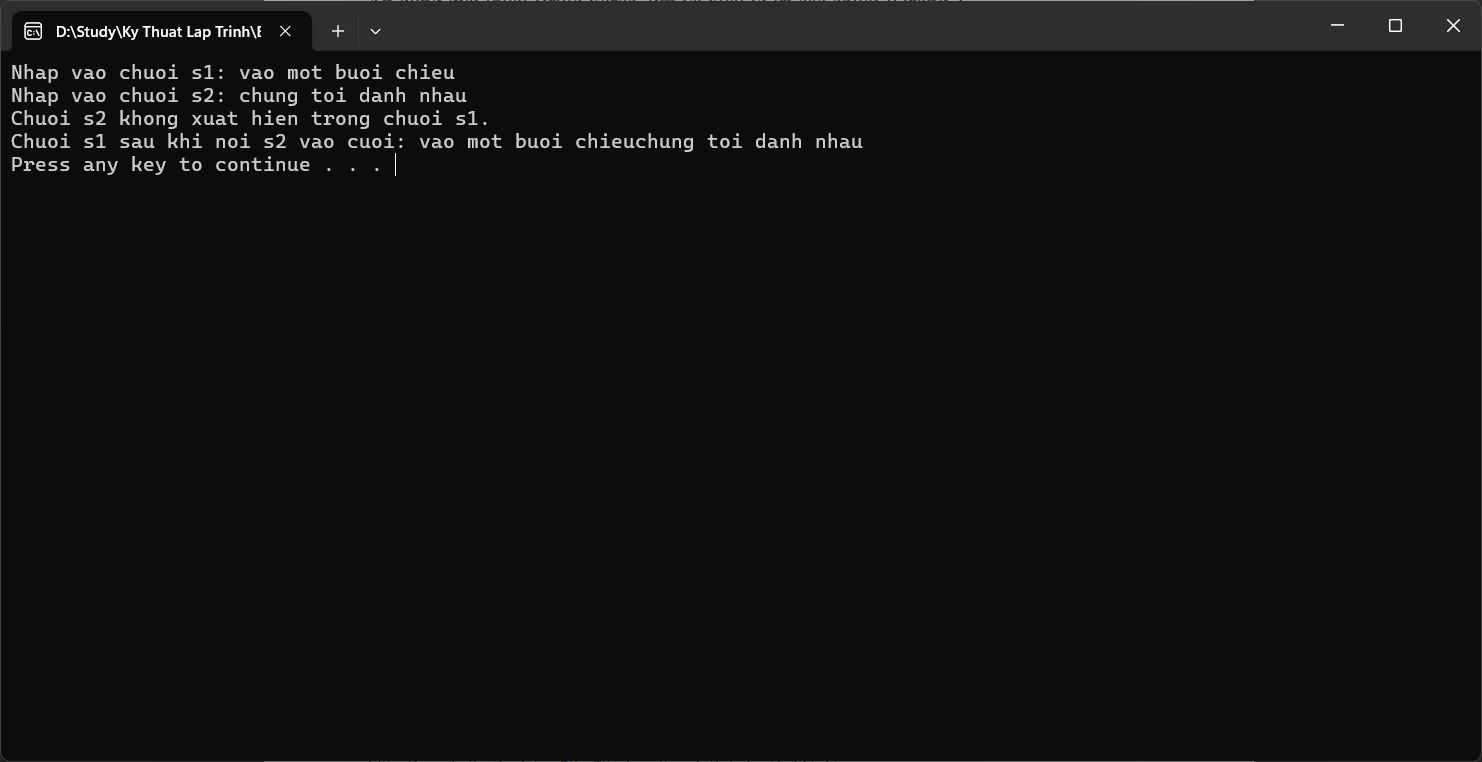 D:\Study\Ky Thuat Lap Trinh\E
Nhap vao chuoi s1: vao mot buoi chieu
Nhap vao chuoi s2: chung toi danh nhau
Chuoi s2 khong xuat hien trong chuoi s1.
Chuoi s1 sau khi noi s2 vao cuoi: vao mot buoi chieuchung toi danh nhau
Press any key to continue . . .